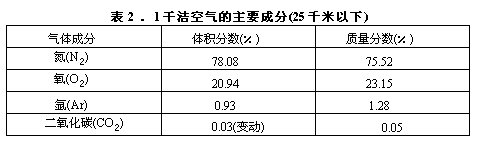 表2．1干洁空气的主要成分(25千米以下)
气体成分 体积分数(%) 质量分数(%)
氮(N2) 78.08 75.52
氧(O2) 20.94 23.15
氩(Ar) 0.93 1.28
二氧化碳(CO2) 0.03(变动) 0.05